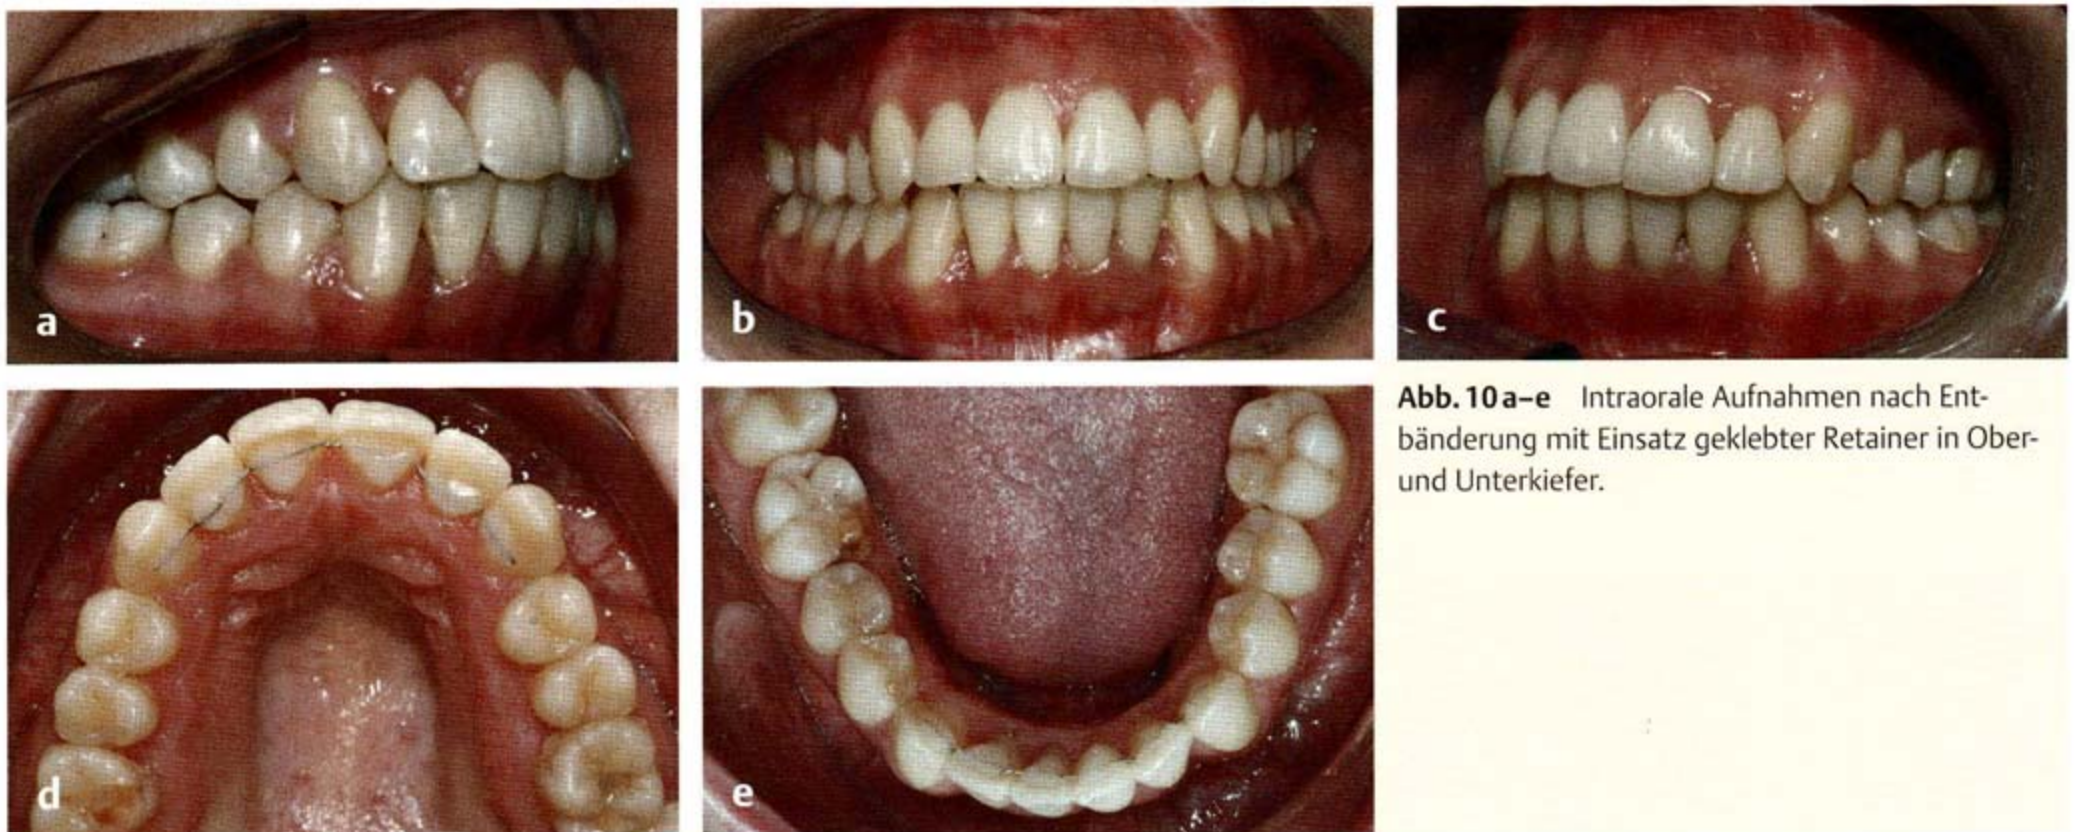 a
b
c
Abb. 10 a–e Intraorale Aufnahmen nach Ent-
bänderung mit Einsatz geklebter Retainer in Ober-
und Unterkiefer.
d
e